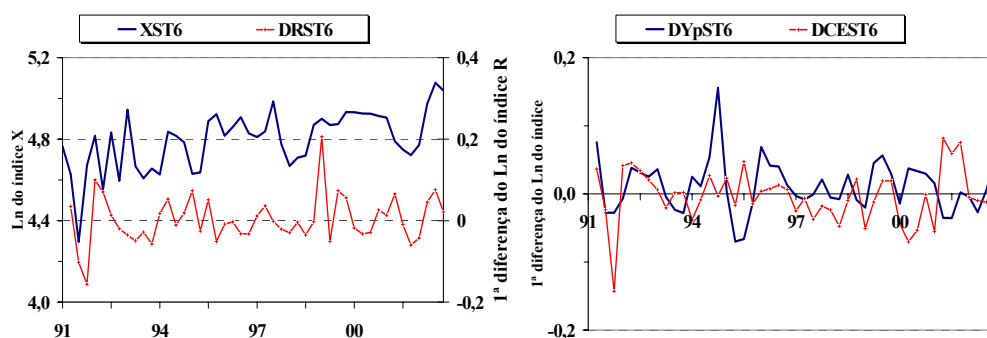 XST6 DRST6
5,2
4,8
4,4
4,0
Ln do índice X
0,4
0,2
0
-0,2
1ª diferença do Ln do índice R
91 94 97 00
DYpST6 DCEST6
0,2
0,0
-0,2
1ª diferença do Ln do índice
91 94 97 00